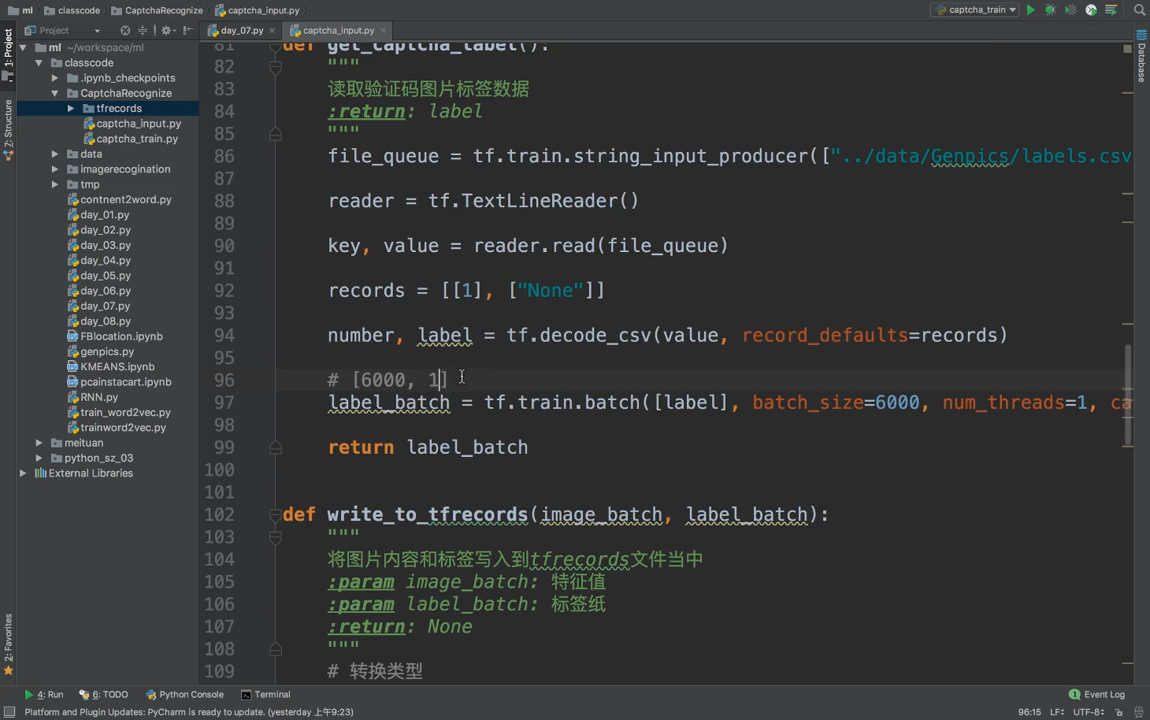 ml classcode CaptchaRecognize captcha_input.py
captcha_train
Project
day_07.py captcha_input.py
1: Project
Z: Structure
2: Favorites
Database
ml ~/workspace/ml
classcode
.ipynb_checkpoints
CaptchaRecognize
tfrecords
captcha_input.py
captcha_train.py
data
imagerecogination
tmp
contnent2word.py
day_01.py
day_02.py
day_03.py
day_04.py
day_05.py
day_06.py
day_07.py
day_08.py
FBlocation.ipynb
genpics.py
KMEANS.ipynb
pcainstacart.ipynb
RNN.py
train_word2vec.py
trainword2vec.py
meituan
python_sz_03
External Libraries
81 def get_captcha_label():
82 """
83 读取验证码图片标签数据
84 :return: label
85 """
86 file_queue = tf.train.string_input_producer(["../data/Genpics/labels.csv
87
88 reader = tf.TextLineReader()
89
90 key, value = reader.read(file_queue)
91
92 records = [[1], ["None"]]
93
94 number, label = tf.decode_csv(value, record_defaults=records)
95
96 # [6000, 1]
97 label_batch = tf.train.batch([label], batch_size=6000, num_threads=1, ca
98
99 return label_batch
100
101
102 def write_to_tfrecords(image_batch, label_batch):
103 """
104 将图片内容和标签写入到tfrecords文件当中
105 :param image_batch: 特征值
106 :param label_batch: 标签纸
107 :return: None
108 """
109 # 转换类型
4: Run 6: TODO Python Console Terminal 1 Event Log
Platform and Plugin Updates: PyCharm is ready to update. (yesterday 上午9:23) 96:15 LF÷ UTF-8÷